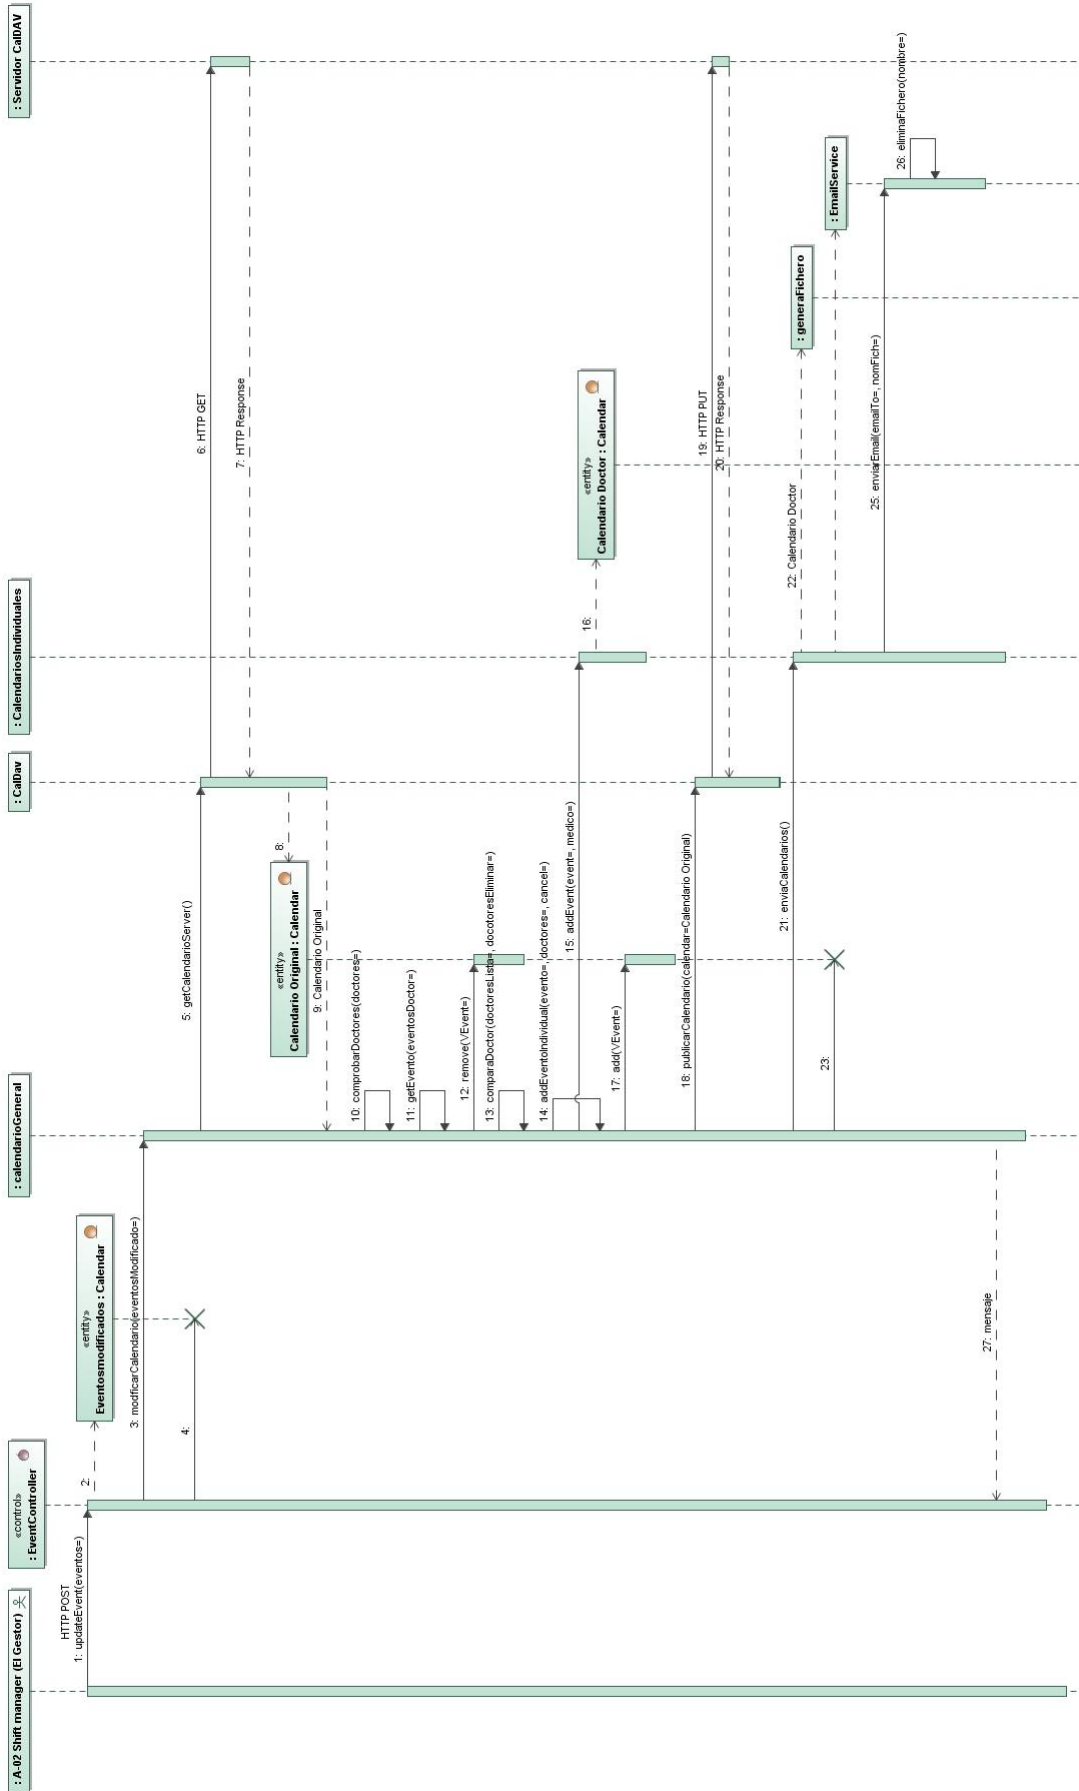 : A-02 Shift manager (El Gestor)
«control»
: EventController
: calendarioGeneral
: CalDav
: CalendariosIndividuales
: Servidor CalDAV
HTTP POST
1: updateEvent(eventos=)
2:
«entity»
Eventosmodificados : Calendar
3: modficarCalendario(eventosModificado=)
4:
5: getCalendarioServer()
6: HTTP GET
7: HTTP Response
8:
«entity»
Calendario Original : Calendar
9: Calendario Original
10: comprobarDoctores(doctores=)
11: getEvento(eventosDoctor=)
12: remove(VEvent=)
13: comparaDoctor(doctoresLista=, docotoresEliminar=)
14: addEventoIndividual(evento=, doctores=, cancel=)
15: addEvent(event=, medico=)
16:
«entity»
Calendario Doctor : Calendar
17: add(VEvent=)
18: publicarCalendario(calendar=Calendario Original)
19: HTTP PUT
20: HTTP Response
21: enviaCalendarios()
22: Calendario Doctor
: generaFichero
23:
: EmailService
25: enviarEmail(emailTo=, nomFich=)
26: eliminaFichero(nombre=)
27: mensaje